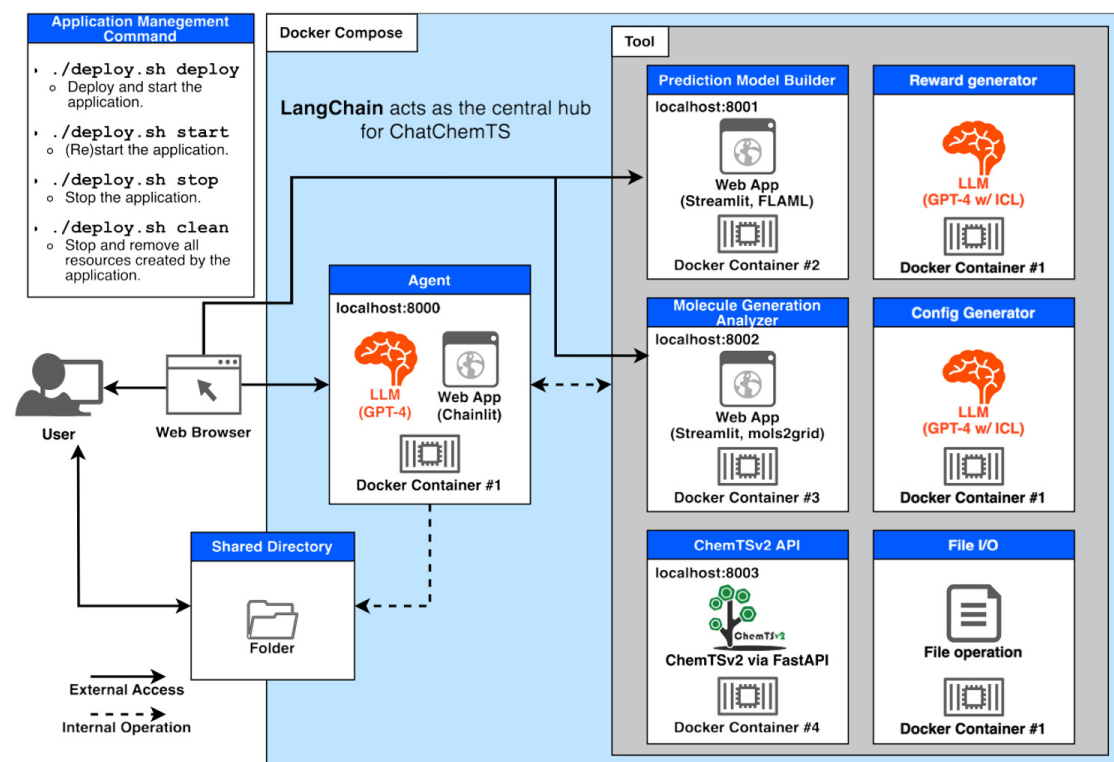 Application Manegement
Command
./deploy.sh deploy
Deploy and start the
application.
./deploy.sh start
(Re)start the application.
./deploy.sh stop
Stop the application.
./deploy.sh clean
Stop and remove all
resources created by the
application.
Docker Compose
LangChain acts as the central hub
for ChatChemTS
User
Web Browser
Agent
localhost:8000
LLM
(GPT-4)
Web App
(Chainlit)
Docker Container #1
Shared Directory
Folder
External Access
Internal Operation
Tool
Prediction Model Builder
localhost:8001
Web App
(Streamlit, FLAML)
Docker Container #2
Reward generator
LLM
(GPT-4 w/ ICL)
Docker Container #1
Molecule Generation
Analyzer
localhost:8002
Web App
(Streamlit, mols2grid)
Docker Container #3
Config Generator
LLM
(GPT-4 w/ ICL)
Docker Container #1
ChemTSv2 API
localhost:8003
ChemTSv2
ChemTSv2 via FastAPI
Docker Container #4
File I/O
File operation
Docker Container #1